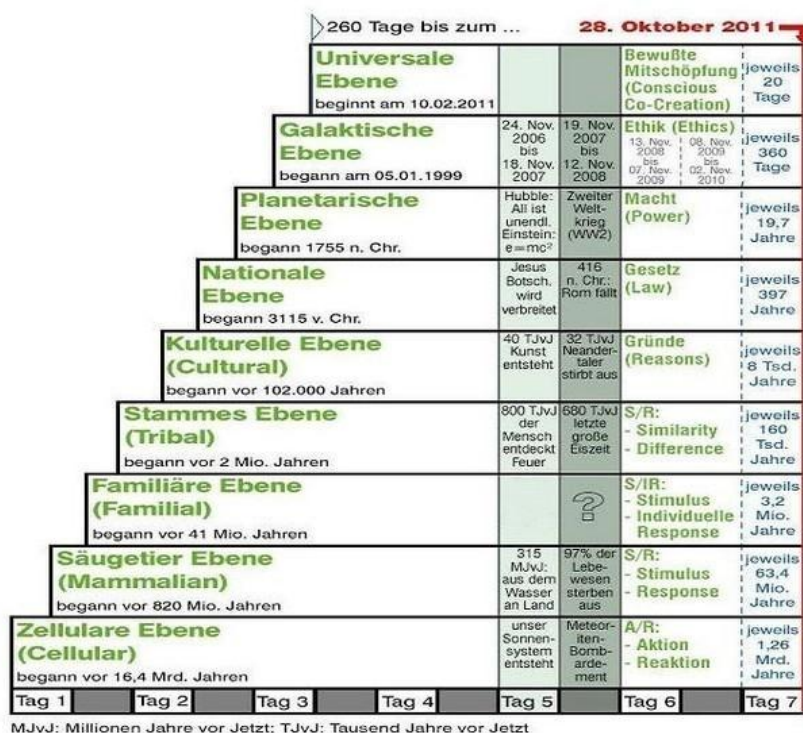 260 Tage bis zum ...
28. Oktober 2011
Universale
Ebene
beginnt am 10.02.2011
Bewußte
Mitschöpfung
(Conscious
Co-Creation)
jeweils
20
Tage
Galaktische
Ebene
begann am 05.01.1999
24. Nov.
2006
bis
18. Nov.
2007
19. Nov.
2007
bis
12. Nov.
2008
Ethik (Ethics)
13. Nov.
2008
bis
07. Nov.
2009
08. Nov.
2009
bis
02. Nov.
2010
jeweils
360
Tage
Planetarische
Ebene
begann 1755 n. Chr.
Hubble:
All ist
unendl.
Einstein:
e=mc²
Zweiter
Welt-
krieg
(WW2)
Macht
(Power)
jeweils
19,7
Jahre
Nationale
Ebene
begann 3115 v. Chr.
Jesus
Botsch.
wird
verbreitet
416
n. Chr.:
Rom fällt
Gesetz
(Law)
jeweils
397
Jahre
Kulturelle Ebene
(Cultural)
begann vor 102.000 Jahren
40 TJvJ
Kunst
entsteht
32 TJvJ
Neander-
taler
stirbt aus
Gründe
(Reasons)
jeweils
8 Tsd.
Jahre
Stammes Ebene
(Tribal)
begann vor 2 Mio. Jahren
800 TJvJ
der
Mensch
entdeckt
Feuer
680 TJvJ
letzte
große
Eiszeit
S/R:
- Similarity
- Difference
jeweils
160
Tsd.
Jahre
Familiäre Ebene
(Familial)
begann vor 41 Mio. Jahren
?
S/IR:
- Stimulus
- Individuelle
Response
jeweils
3,2
Mio.
Jahre
Säugetier Ebene
(Mammalian)
begann vor 820 Mio. Jahren
315
MJvJ:
aus dem
Wasser
an Land
97% der
Lebe-
wesen
sterben
aus
S/R:
- Stimulus
- Response
jeweils
63,4
Mio.
Jahre
Zellulare Ebene
(Cellular)
begann vor 16,4 Mrd. Jahren
unser
Sonnen-
system
entsteht
Meteor-
iten-
Bomb-
arde-
ment
A/R:
- Aktion
- Reaktion
jeweils
1,26
Mrd.
Jahre
Tag 1
Tag 2
Tag 3
Tag 4
Tag 5
Tag 6
Tag 7
MJvJ: Millionen Jahre vor Jetzt; TJvJ: Tausend Jahre vor Jetzt